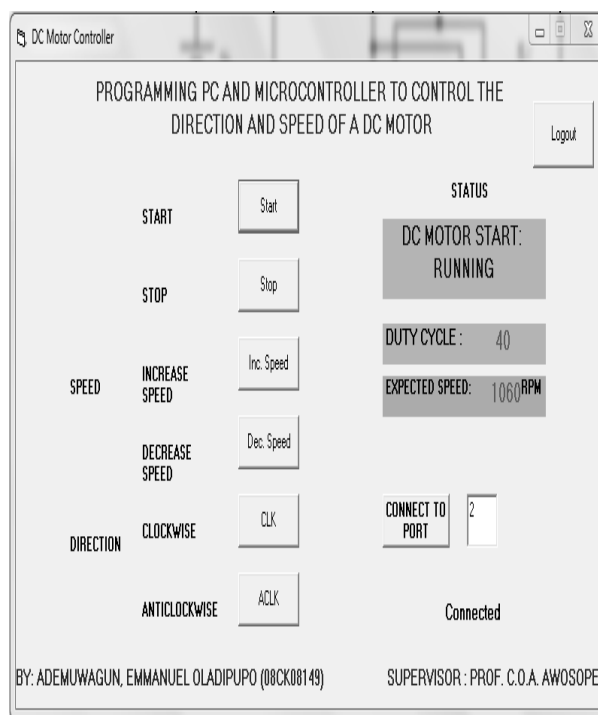 DC Motor Controller
PROGRAMMING PC AND MICROCONTROLLER TO CONTROL THE
DIRECTION AND SPEED OF A DC MOTOR
Logout
START
Start
STOP
Stop
SPEED
INCREASE
SPEED
Inc. Speed
DECREASE
SPEED
Dec. Speed
DIRECTION
CLOCKWISE
CLK
ANTICLOCKWISE
ACLK
STATUS
DC MOTOR START:
RUNNING
DUTY CYCLE : 40
EXPECTED SPEED: 1060 RPM
CONNECT TO
PORT
2
Connected
BY: ADEMUWAGUN, EMMANUEL OLADIPUPO (08CK08149)
SUPERVISOR : PROF. C.O.A. AWOSOPE